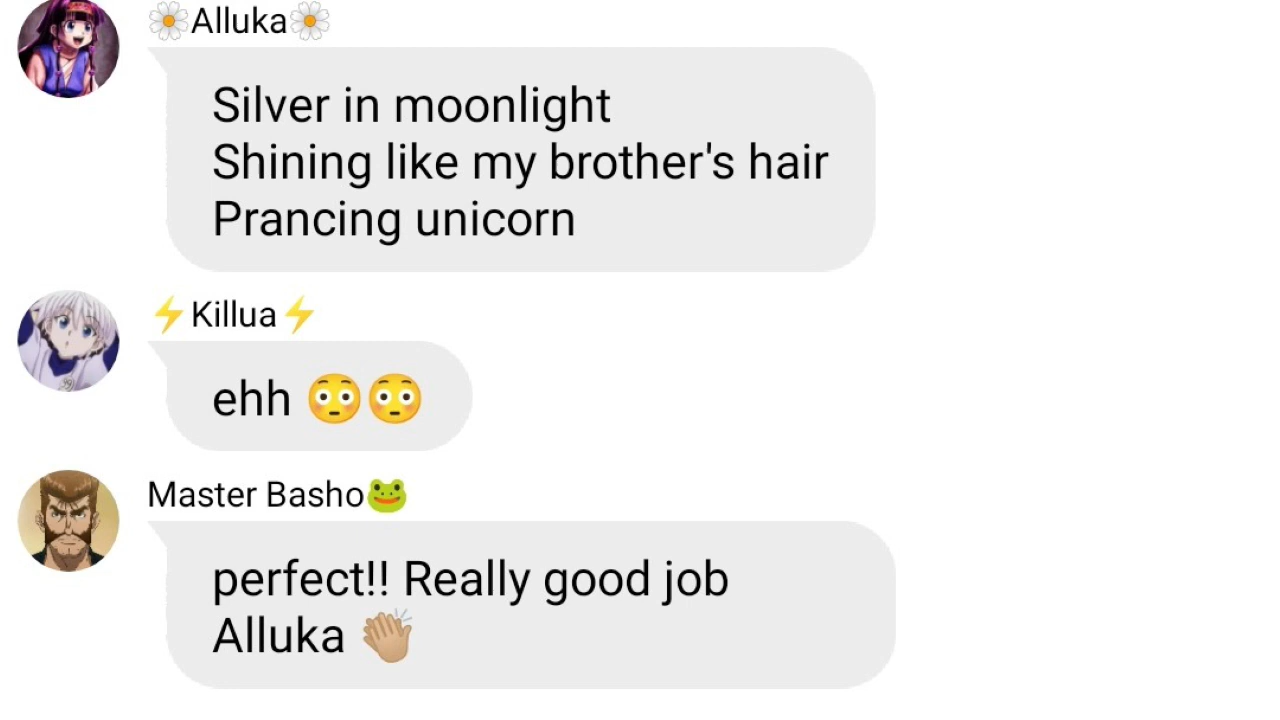 🌼Alluka🌼
Silver in moonlight
Shining like my brother's hair
Prancing unicorn
⚡Killua⚡
ehh 😳😳
Master Basho🐸
perfect!! Really good job
Alluka 👏🏼